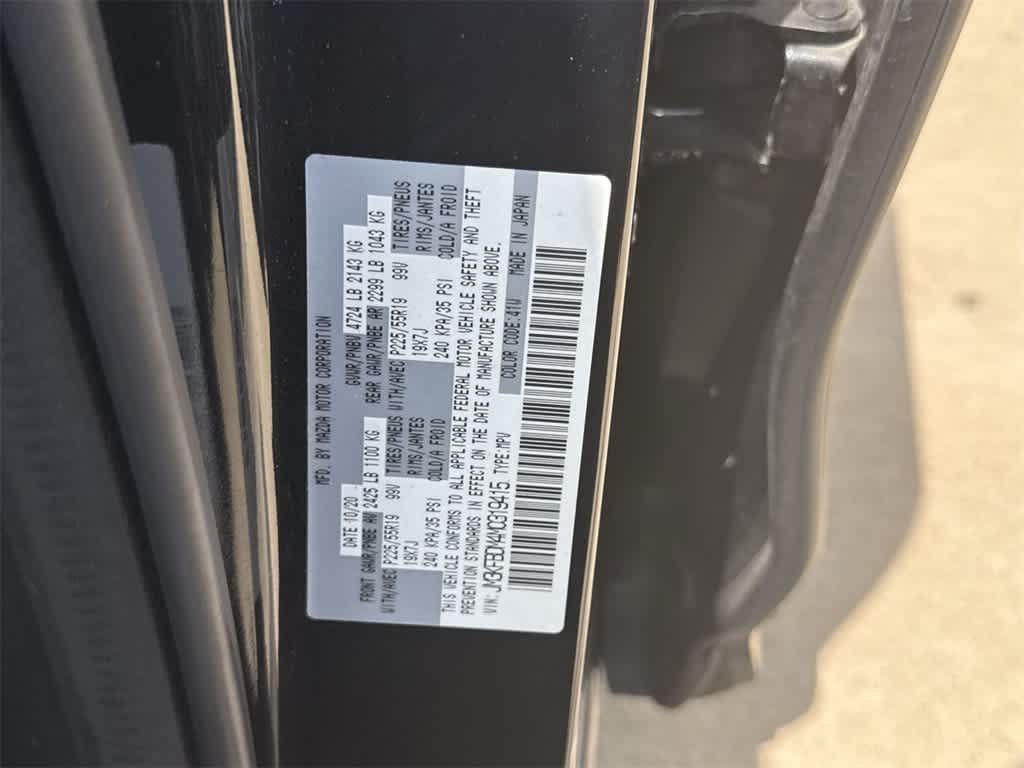 MFD. BY MAZDA MOTOR CORPORATION
DATE 10/20 GVWR/PNBV 4724 LB 2143 KG
FRONT GAWR/PNBE AV 2425 LB 1100 KG REAR GAWR/PNBE AR 2299 LB 1043 KG
WITH/AVEC P225/55R19 99V TIRES/PNEUS WITH/AVEC P225/55R19 99V TIRES/PNEUS
19X7J RIMS/JANTES 19X7J RIMS/JANTES
240 KPA/35 PSI COLD/A FROID 240 KPA/35 PSI COLD/A FROID
THIS VEHICLE CONFORMS TO ALL APPLICABLE FEDERAL MOTOR VEHICLE SAFETY AND THEFT
PREVENTION STANDARDS IN EFFECT ON THE DATE OF MANUFACTURE SHOWN ABOVE.
VIN: JM3KFBDY4M0319415 TYPE:MPV COLOR CODE:41V MADE IN JAPAN